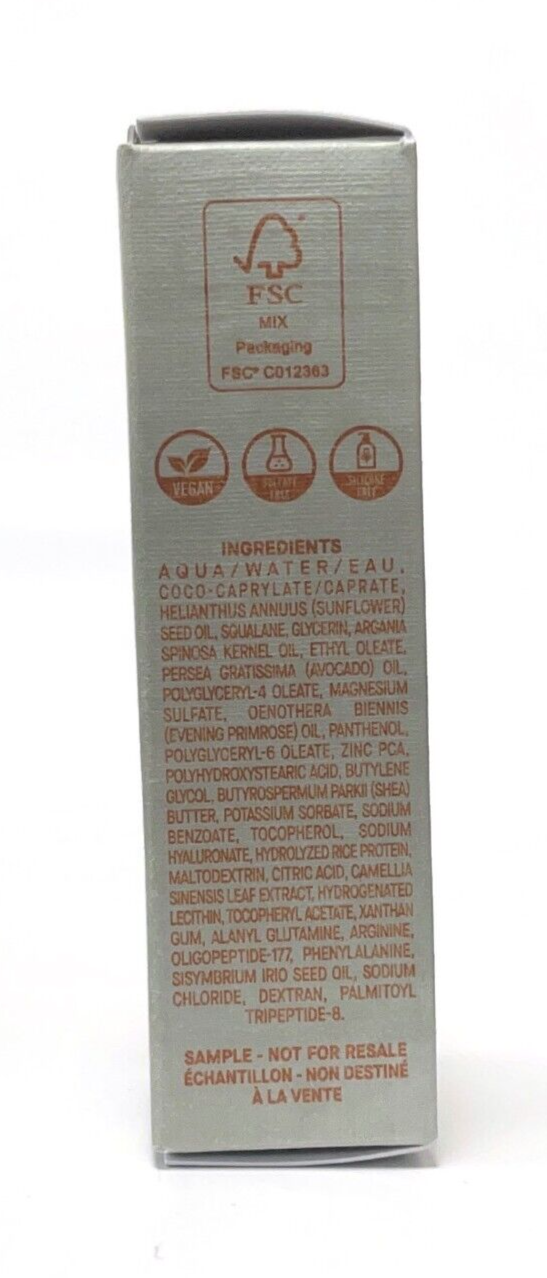 FSC
MIX
Packaging
FSC® C012363
VEGAN
SULFATE
FREE
SILICONE
FREE
INGREDIENTS
AQUA/WATER/EAU,
COCO-CAPRYLATE/CAPRATE,
HELIANTHUS ANNUUS (SUNFLOWER)
SEED OIL, SQUALANE, GLYCERIN, ARGANIA
SPINOSA KERNEL OIL, ETHYL OLEATE,
PERSEA GRATISSIMA (AVOCADO) OIL,
POLYGLYCERYL-4 OLEATE, MAGNESIUM
SULFATE, OENOTHERA BIENNIS
(EVENING PRIMROSE) OIL, PANTHENOL,
POLYGLYCERYL-6 OLEATE, ZINC PCA,
POLYHYDROXYSTEARIC ACID, BUTYLENE
GLYCOL, BUTYROSPERMUM PARKII (SHEA)
BUTTER, POTASSIUM SORBATE, SODIUM
BENZOATE, TOCOPHEROL, SODIUM
HYALURONATE, HYDROLYZED RICE PROTEIN,
MALTODEXTRIN, CITRIC ACID, CAMELLIA
SINENSIS LEAF EXTRACT, HYDROGENATED
LECITHIN, TOCOPHERYL ACETATE, XANTHAN
GUM, ALANYL GLUTAMINE, ARGININE,
OLIGOPEPTIDE-177, PHENYLALANINE,
SISYMBRIUM IRIO SEED OIL, SODIUM
CHLORIDE, DEXTRAN, PALMITOYL
TRIPEPTIDE-8.
SAMPLE - NOT FOR RESALE
ÉCHANTILLON - NON DESTINÉ
À LA VENTE